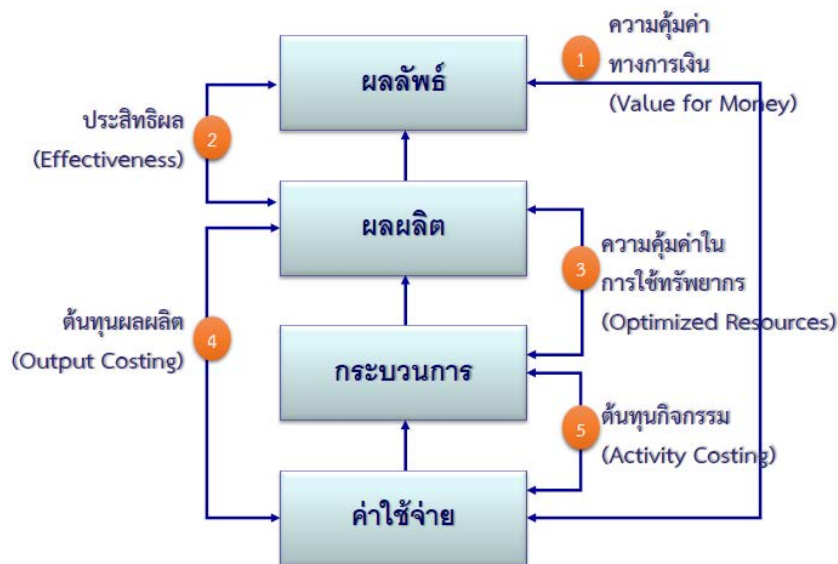 1
ความคุ้มค่า
ทางการเงิน
(Value for Money)
ผลลัพธ์
ประสิทธิผล
(Effectiveness)
2
ผลผลิต
ความคุ้มค่าใน
การใช้ทรัพยากร
(Optimized Resources)
3
ต้นทุนผลผลิต
(Output Costing)
4
กระบวนการ
5
ต้นทุนกิจกรรม
(Activity Costing)
ค่าใช้จ่าย